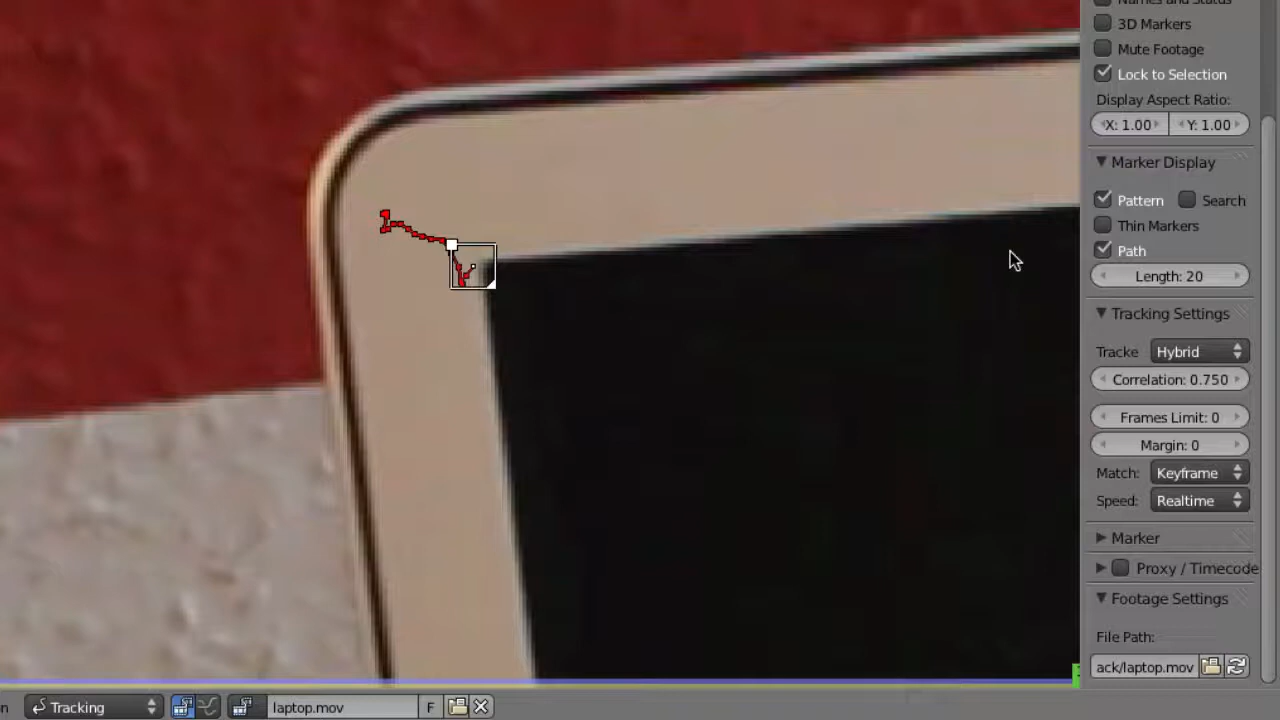 Names and Status
3D Markers
Mute Footage
Lock to Selection
Display Aspect Ratio:
X: 1.00 Y: 1.00
Marker Display
Pattern Search
Thin Markers
Path
Length: 20
Tracking Settings
Tracke Hybrid
Correlation: 0.750
Frames Limit: 0
Margin: 0
Match: Keyframe
Speed: Realtime
Marker
Proxy / Timecode
Footage Settings
File Path:
ack/laptop.mov
n Tracking laptop.mov F